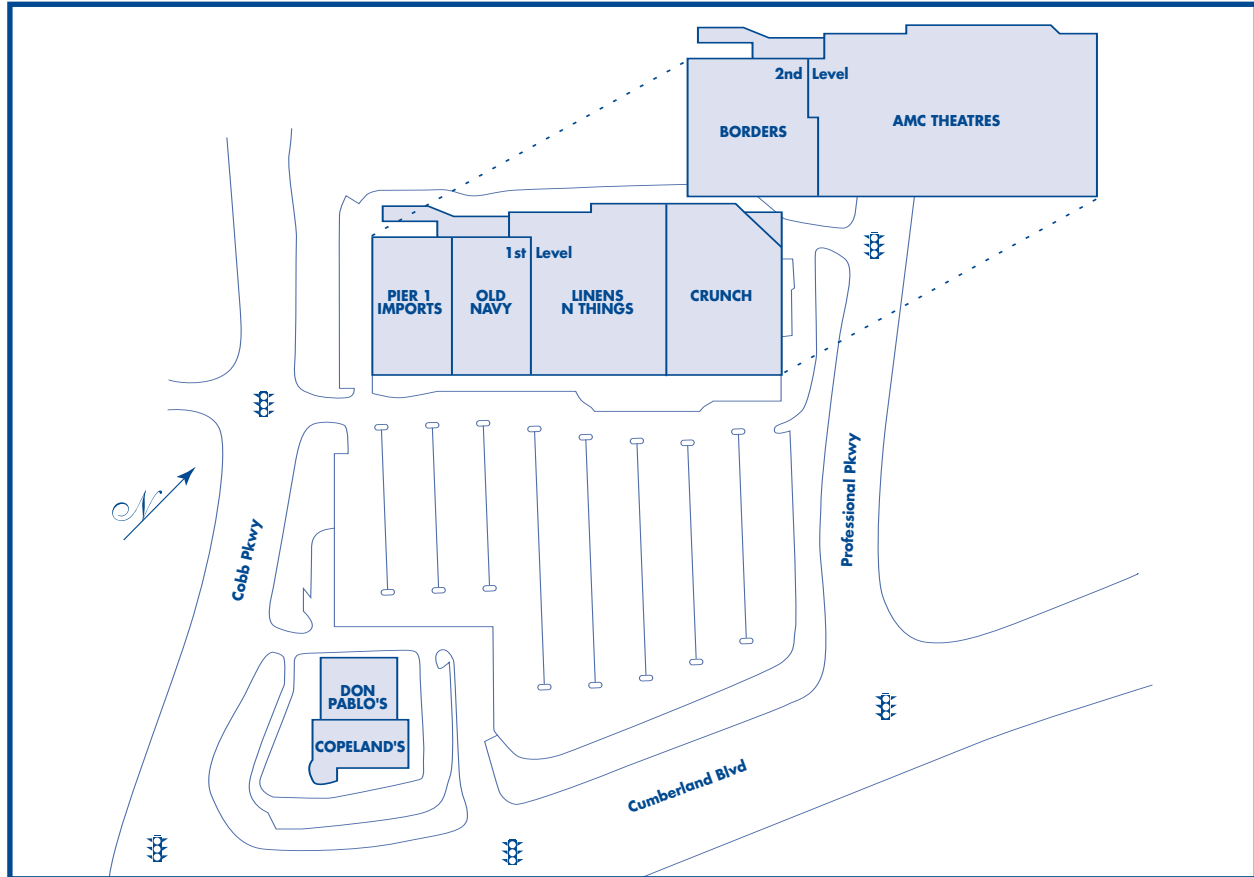 2nd Level
BORDERS
AMC THEATRES
1st Level
PIER 1
IMPORTS
OLD
NAVY
LINENS
N THINGS
CRUNCH
Professional Pkwy
N
Cobb Pkwy
DON
PABLO'S
COPELAND'S
Cumberland Blvd